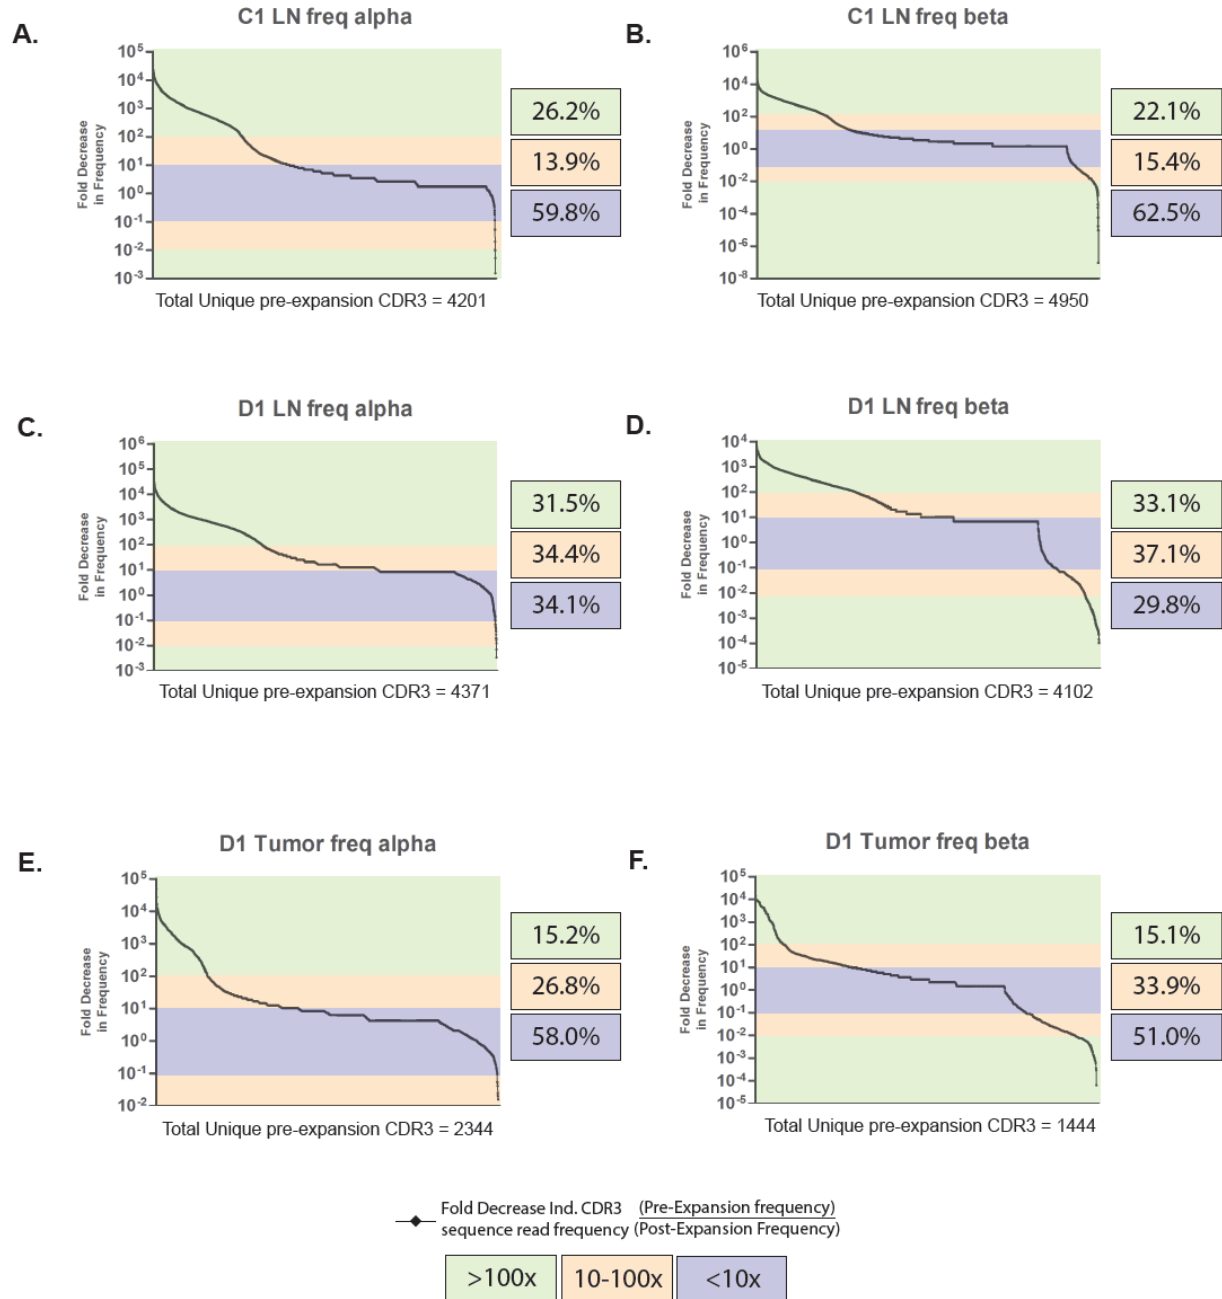 A.
C1 LN freq alpha
Fold Decrease
in Frequency
10^5
10^4
10^3
10^2
10^1
10^0
10^-1
10^-2
10^-3
26.2%
13.9%
59.8%
Total Unique pre-expansion CDR3 = 4201
B.
C1 LN freq beta
Fold Decrease
in Frequency
10^6
10^4
10^2
10^0
10^-2
10^-4
10^-6
10^-8
22.1%
15.4%
62.5%
Total Unique pre-expansion CDR3 = 4950
C.
D1 LN freq alpha
Fold Decrease
in Frequency
10^6
10^5
10^4
10^3
10^2
10^1
10^0
10^-1
10^-2
10^-3
31.5%
34.4%
34.1%
Total Unique pre-expansion CDR3 = 4371
D.
D1 LN freq beta
Fold Decrease
in Frequency
10^4
10^3
10^2
10^1
10^0
10^-1
10^-2
10^-3
10^-4
10^-5
33.1%
37.1%
29.8%
Total Unique pre-expansion CDR3 = 4102
E.
D1 Tumor freq alpha
Fold Decrease
in Frequency
10^5
10^4
10^3
10^2
10^1
10^0
10^-1
10^-2
15.2%
26.8%
58.0%
Total Unique pre-expansion CDR3 = 2344
F.
D1 Tumor freq beta
Fold Decrease
in Frequency
10^5
10^4
10^3
10^2
10^1
10^0
10^-1
10^-2
10^-3
10^-4
10^-5
15.1%
33.9%
51.0%
Total Unique pre-expansion CDR3 = 1444
Fold Decrease Ind. CDR3 (Pre-Expansion frequency)
sequence read frequency (Post-Expansion Frequency)
>100x
10-100x
<10x